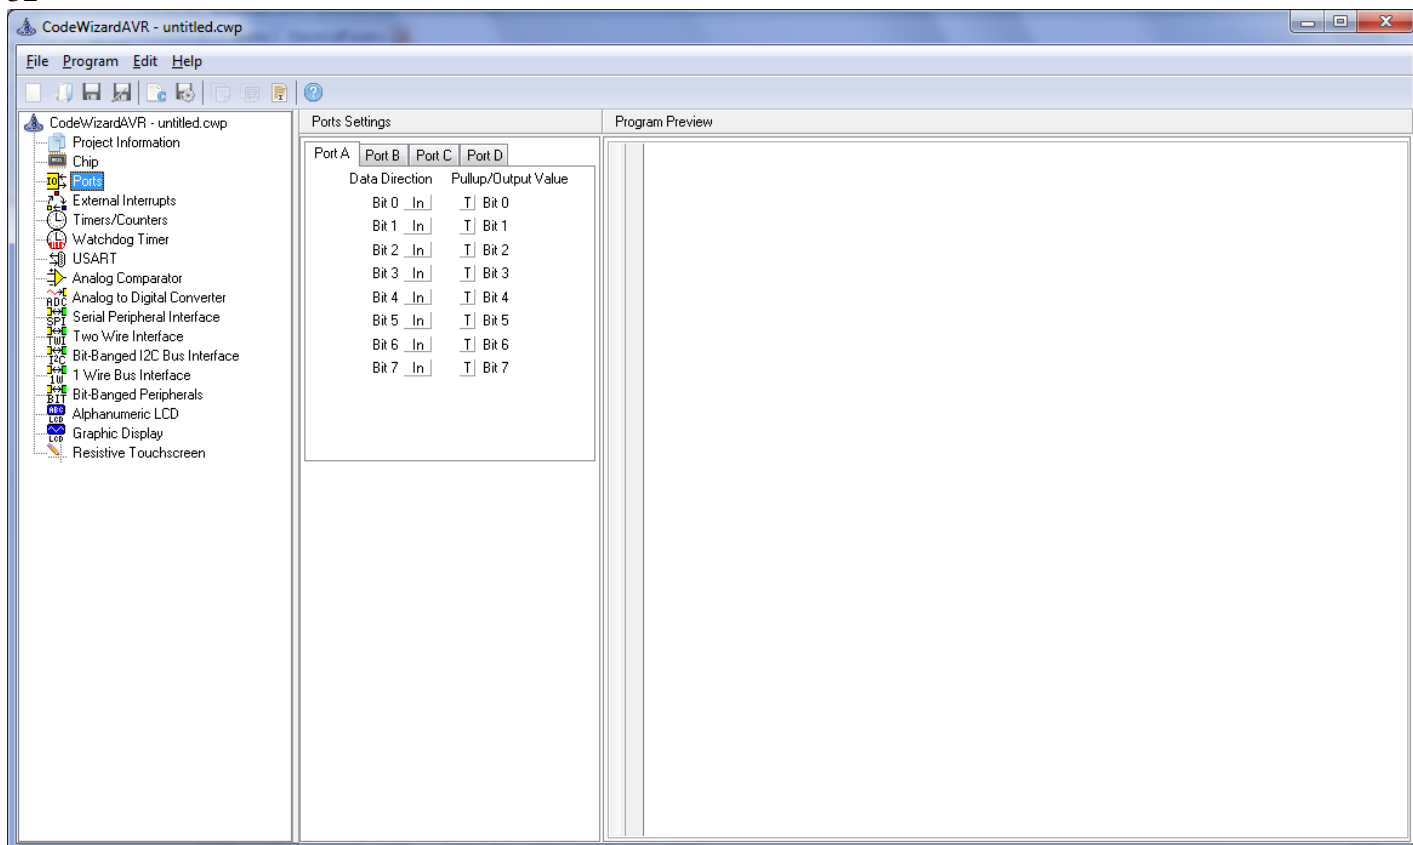 CodeWizardAVR - untitled.cwp
File Program Edit Help
CodeWizardAVR - untitled.cwp
Project Information
Chip
Ports
External Interrupts
Timers/Counters
Watchdog Timer
USART
Analog Comparator
Analog to Digital Converter
Serial Peripheral Interface
Two Wire Interface
Bit-Banged I2C Bus Interface
1 Wire Bus Interface
Bit-Banged Peripherals
Alphanumeric LCD
Graphic Display
Resistive Touchscreen
Ports Settings
Port A Port B Port C Port D
Data Direction Pullup/Output Value
Bit 0 In T Bit 0
Bit 1 In T Bit 1
Bit 2 In T Bit 2
Bit 3 In T Bit 3
Bit 4 In T Bit 4
Bit 5 In T Bit 5
Bit 6 In T Bit 6
Bit 7 In T Bit 7
Program Preview